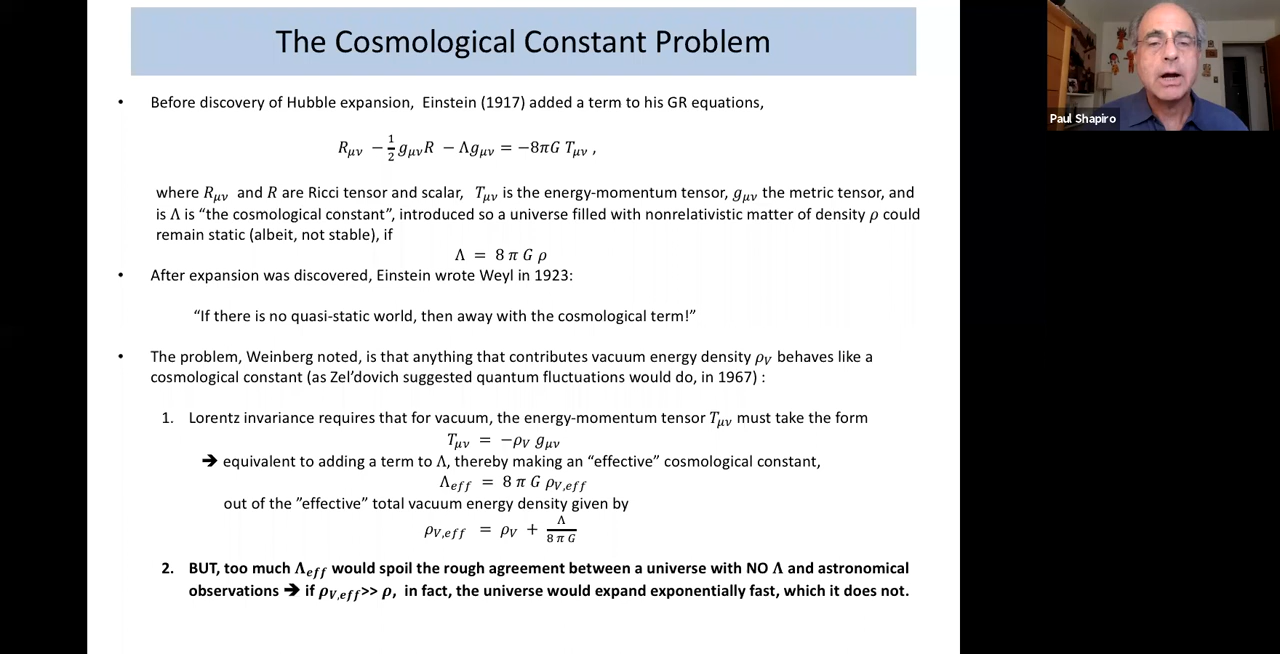 The Cosmological Constant Problem
• Before discovery of Hubble expansion, Einstein (1917) added a term to his GR equations,
R_μν − ½ g_μν R − Λg_μν = −8πG T_μν ,
where R_μν and R are Ricci tensor and scalar, T_μν is the energy-momentum tensor, g_μν the metric tensor, and
is Λ is “the cosmological constant”, introduced so a universe filled with nonrelativistic matter of density ρ could
remain static (albeit, not stable), if
Λ = 8 π G ρ
• After expansion was discovered, Einstein wrote Weyl in 1923:
“If there is no quasi-static world, then away with the cosmological term!”
• The problem, Weinberg noted, is that anything that contributes vacuum energy density ρ_V behaves like a
cosmological constant (as Zel’dovich suggested quantum fluctuations would do, in 1967) :
1. Lorentz invariance requires that for vacuum, the energy-momentum tensor T_μν must take the form
T_μν = −ρ_V g_μν
➔ equivalent to adding a term to Λ, thereby making an “effective” cosmological constant,
Λ_eff = 8 π G ρ_V,eff
out of the ”effective” total vacuum energy density given by
ρ_V,eff = ρ_V + Λ / 8 π G
2. BUT, too much Λ_eff would spoil the rough agreement between a universe with NO Λ and astronomical
observations ➔ if ρ_V,eff>> ρ, in fact, the universe would expand exponentially fast, which it does not.
Paul Shapiro